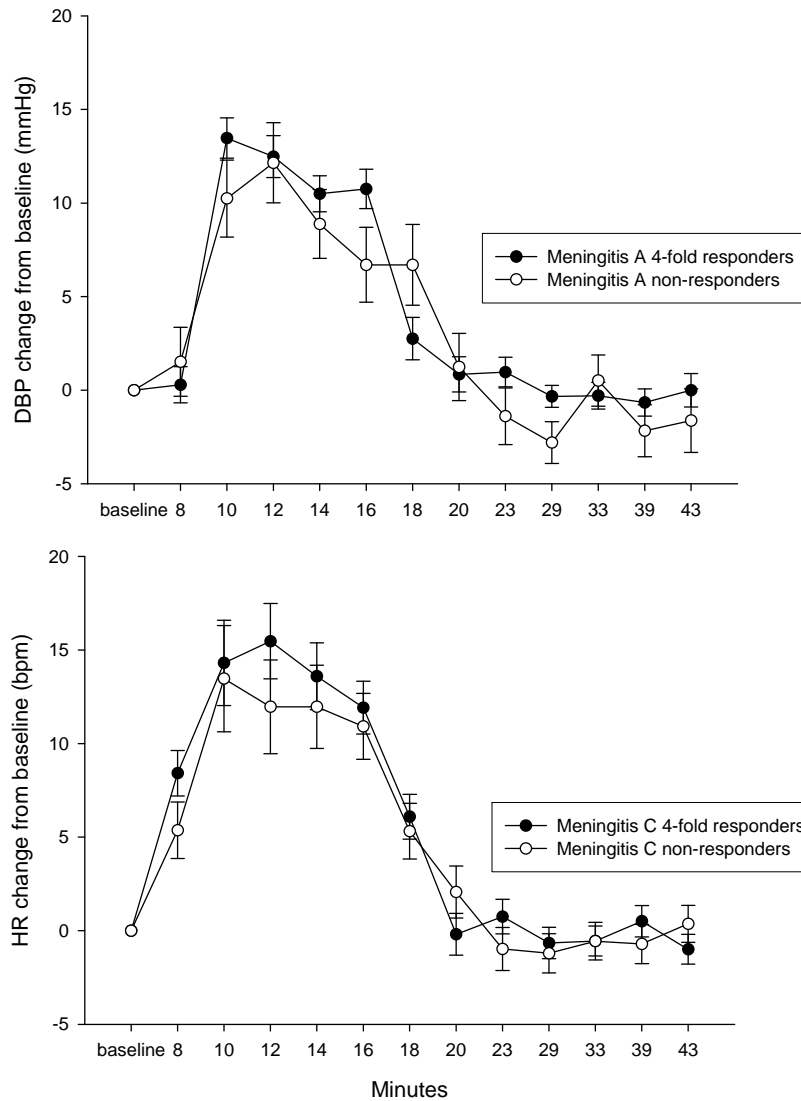 20
15
10
5
0
-5
DBP change from baseline (mmHg)
Meningitis A 4-fold responders
Meningitis A non-responders
baseline 8 10 12 14 16 18 20 23 29 33 39 43
20
15
10
5
0
-5
HR change from baseline (bpm)
Meningitis C 4-fold responders
Meningitis C non-responders
baseline 8 10 12 14 16 18 20 23 29 33 39 43
Minutes